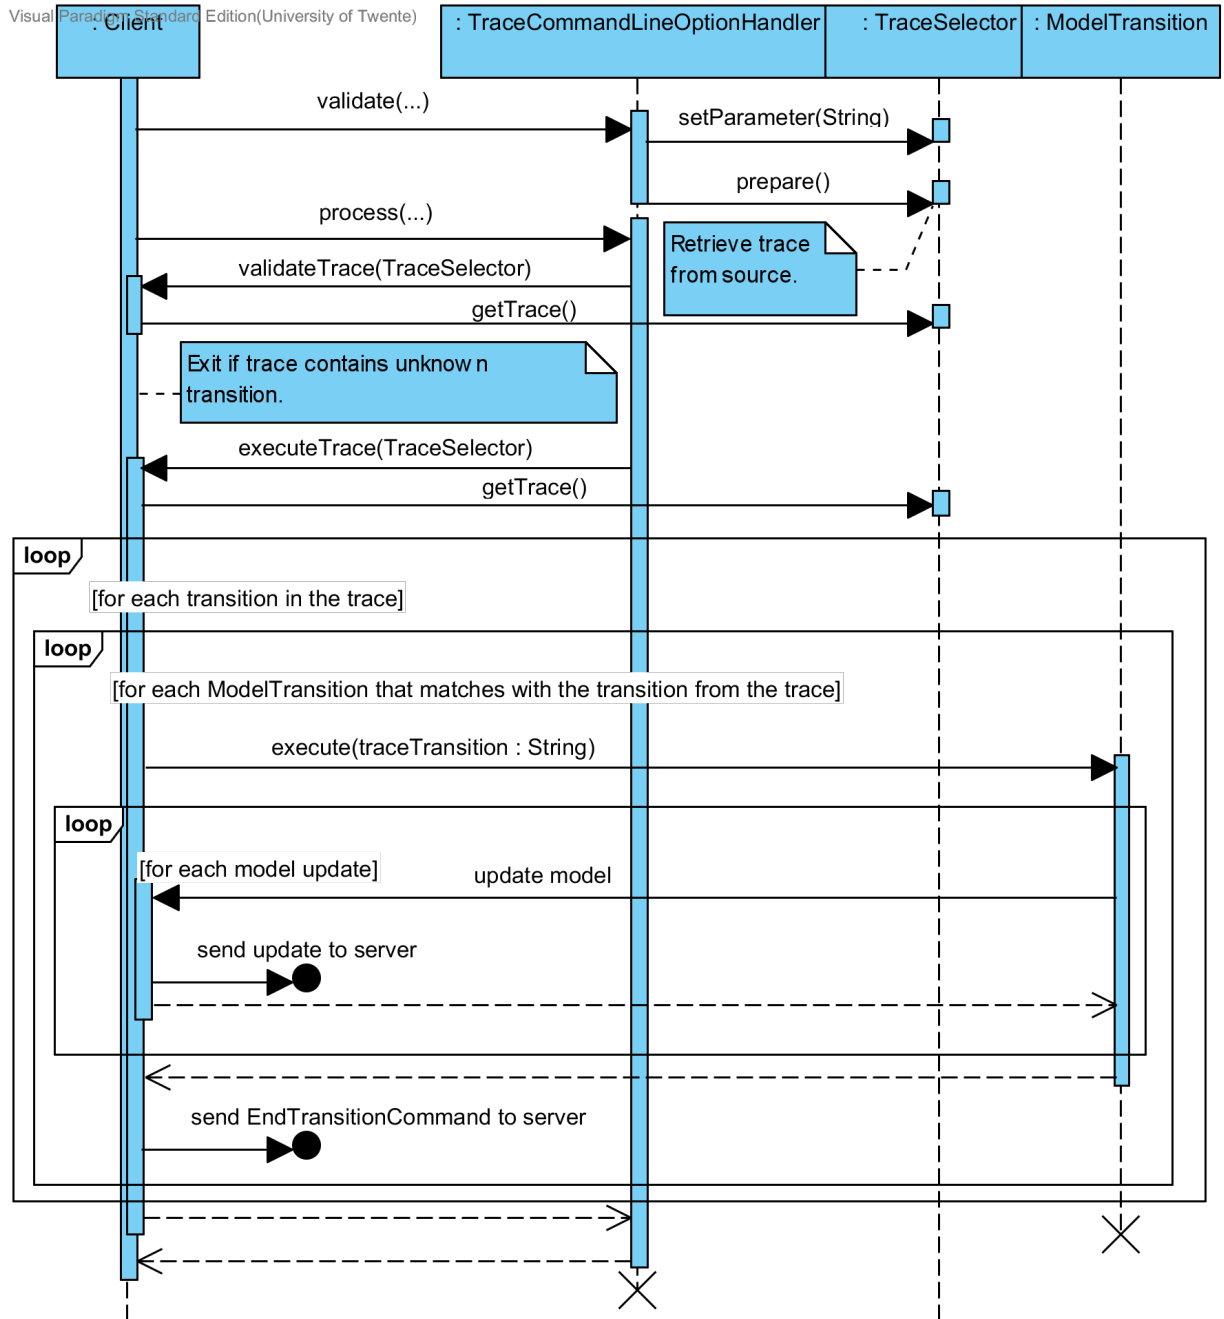 Visual Paradigm Standard Edition(University of Twente)
: Client
: TraceCommandLineOptionHandler
: TraceSelector
: ModelTransition
validate(...)
setParameter(String)
prepare()
process(...)
Retrieve trace
from source.
validateTrace(TraceSelector)
getTrace()
Exit if trace contains unknown
transition.
executeTrace(TraceSelector)
getTrace()
loop
[for each transition in the trace]
loop
[for each ModelTransition that matches with the transition from the trace]
execute(traceTransition : String)
loop
[for each model update]
update model
send update to server
send EndTransitionCommand to server